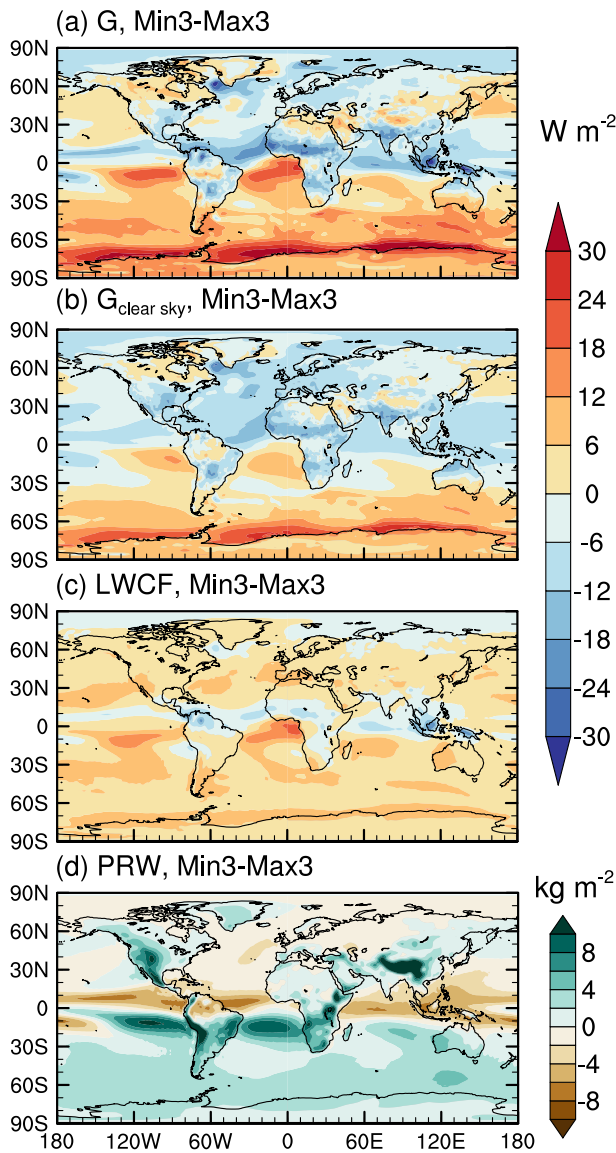 (a) G, Min3-Max3
90N
60N
30N
0
30S
60S
90S
W m-2
30
24
18
12
6
0
-6
-12
-18
-24
-30
(b) Gclear sky, Min3-Max3
90N
60N
30N
0
30S
60S
90S
(c) LWCF, Min3-Max3
90N
60N
30N
0
30S
60S
90S
(d) PRW, Min3-Max3
90N
60N
30N
0
30S
60S
90S
kg m-2
8
4
0
-4
-8
180 120W 60W 0 60E 120E 180